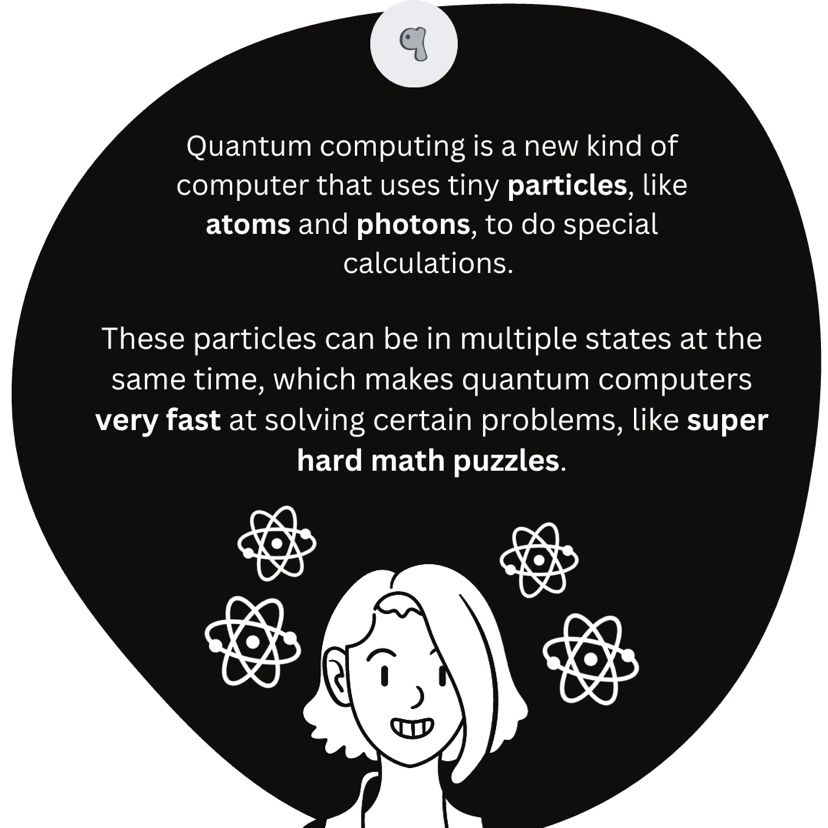 Quantum computing is a new kind of
computer that uses tiny particles, like
atoms and photons, to do special
calculations.
These particles can be in multiple states at the
same time, which makes quantum computers
very fast at solving certain problems, like super
hard math puzzles.